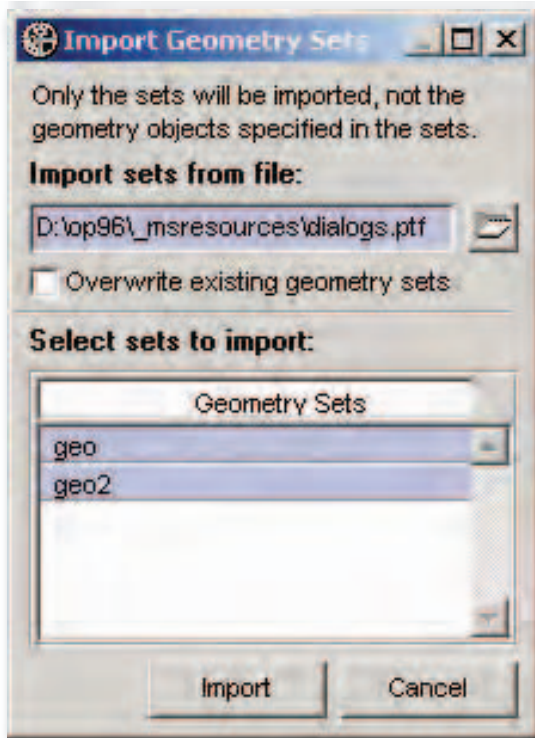 Import Geometry Sets
Only the sets will be imported, not the
geometry objects specified in the sets.
Import sets from file:
D:\op96\_msresources\dialogs.ptf
Overwrite existing geometry sets
Select sets to import:
Geometry Sets
geo
geo2
Import Cancel